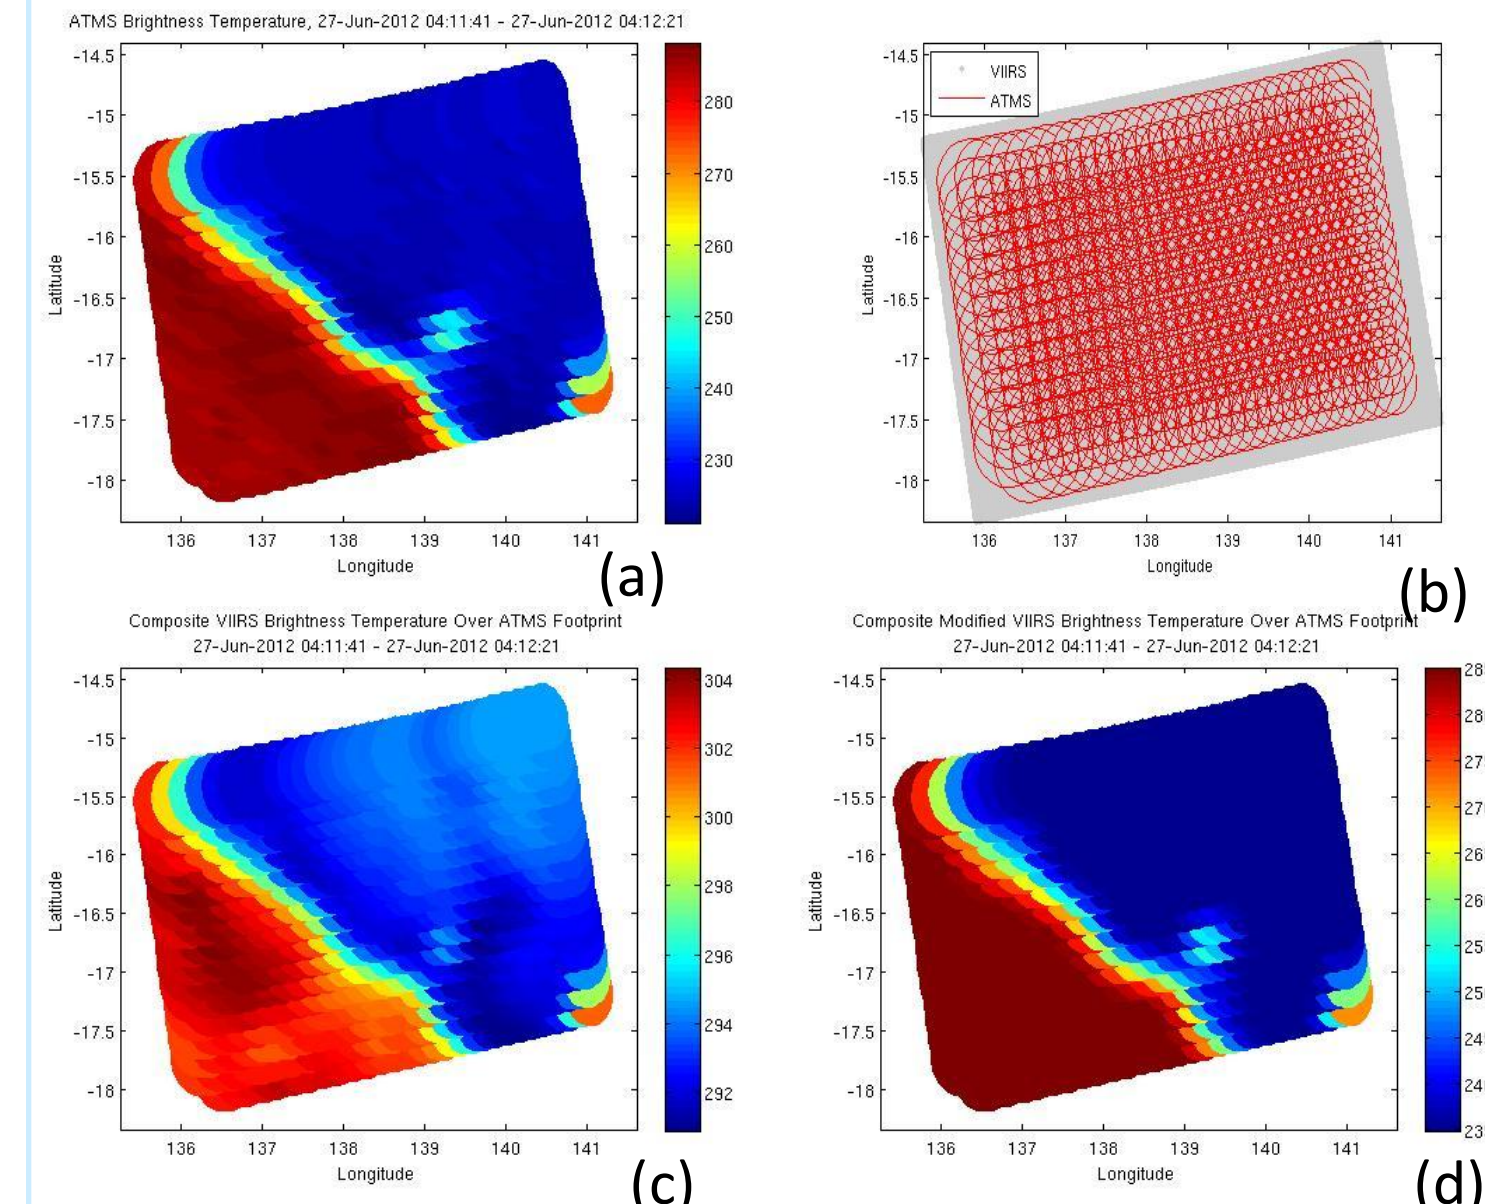 ATMS Brightness Temperature, 27-Jun-2012 04:11:41 - 27-Jun-2012 04:12:21
-14.5
-15
-15.5
-16
-16.5
-17
-17.5
-18
Latitude
136 137 138 139 140 141
Longitude
280
270
260
250
240
230
(a)
VIIRS
ATMS
-14.5
-15
-15.5
-16
-16.5
-17
-17.5
-18
Latitude
136 137 138 139 140 141
Longitude
(b)
Composite VIIRS Brightness Temperature Over ATMS Footprint
27-Jun-2012 04:11:41 - 27-Jun-2012 04:12:21
-14.5
-15
-15.5
-16
-16.5
-17
-17.5
-18
Latitude
136 137 138 139 140 141
Longitude
304
302
300
298
296
294
292
(c)
Composite Modified VIIRS Brightness Temperature Over ATMS Footprint
27-Jun-2012 04:11:41 - 27-Jun-2012 04:12:21
-14.5
-15
-15.5
-16
-16.5
-17
-17.5
-18
Latitude
136 137 138 139 140 141
Longitude
(d)